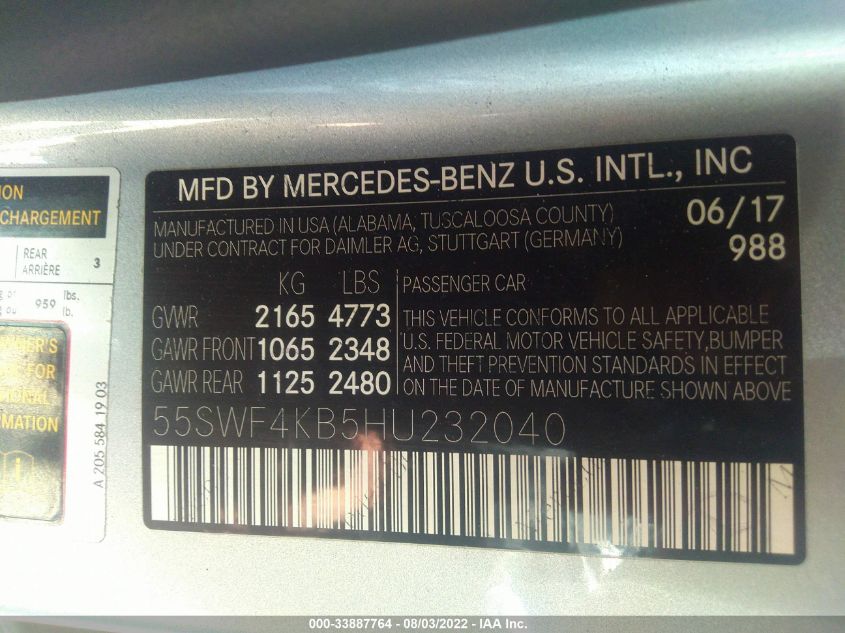 ION
CHARGEMENT
REAR
ARRIÈRE 3
959 lbs.
lb.
FOR
A 205 584 19 03
MFD BY MERCEDES-BENZ U.S. INTL., INC
MANUFACTURED IN USA (ALABAMA, TUSCALOOSA COUNTY) 06/17
UNDER CONTRACT FOR DAIMLER AG, STUTTGART (GERMANY) 988
KG LBS PASSENGER CAR
GVWR 2165 4773
GAWR FRONT 1065 2348
GAWR REAR 1125 2480
THIS VEHICLE CONFORMS TO ALL APPLICABLE
U.S. FEDERAL MOTOR VEHICLE SAFETY, BUMPER
AND THEFT PREVENTION STANDARDS IN EFFECT
ON THE DATE OF MANUFACTURE SHOWN ABOVE
55SWF4KB5HU232040
000-33887764 - 08/03/2022 - IAA Inc.